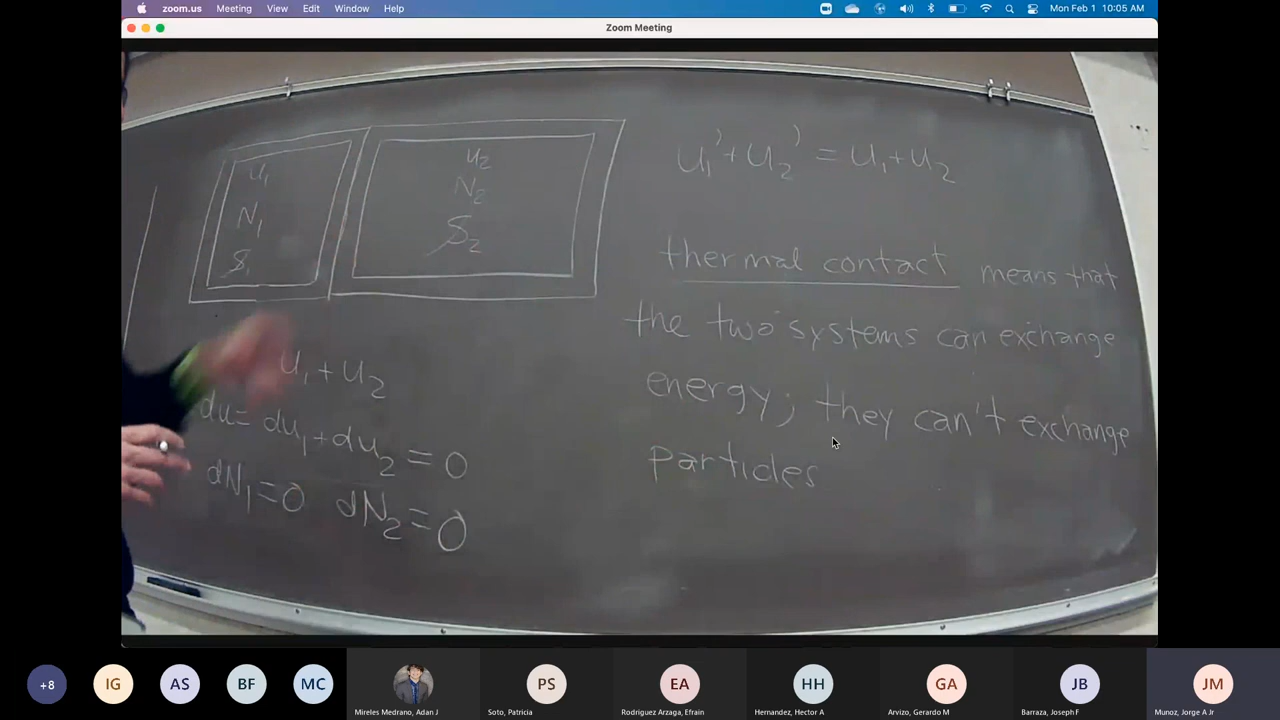 zoom.us Meeting View Edit Window Help Mon Feb 1 10:05 AM
Zoom Meeting
U₁
N₁
S₁
U₂
N₂
S₂
U₁' + U₂' = U₁ + U₂
thermal contact means that
the two systems can exchange
energy; they can't exchange
particles
U₁ + U₂
dU = dU₁ + dU₂ = 0
dN₁ = 0 dN₂ = 0
+8
IG
AS
BF
MC
PS
EA
HH
GA
JB
JM
Mireles Medrano, Adan J
Soto, Patricia
Rodriguez Arzaga, Efrain
Hernandez, Hector A
Arvizo, Gerardo M
Barraza, Joseph F
Munoz, Jorge A Jr